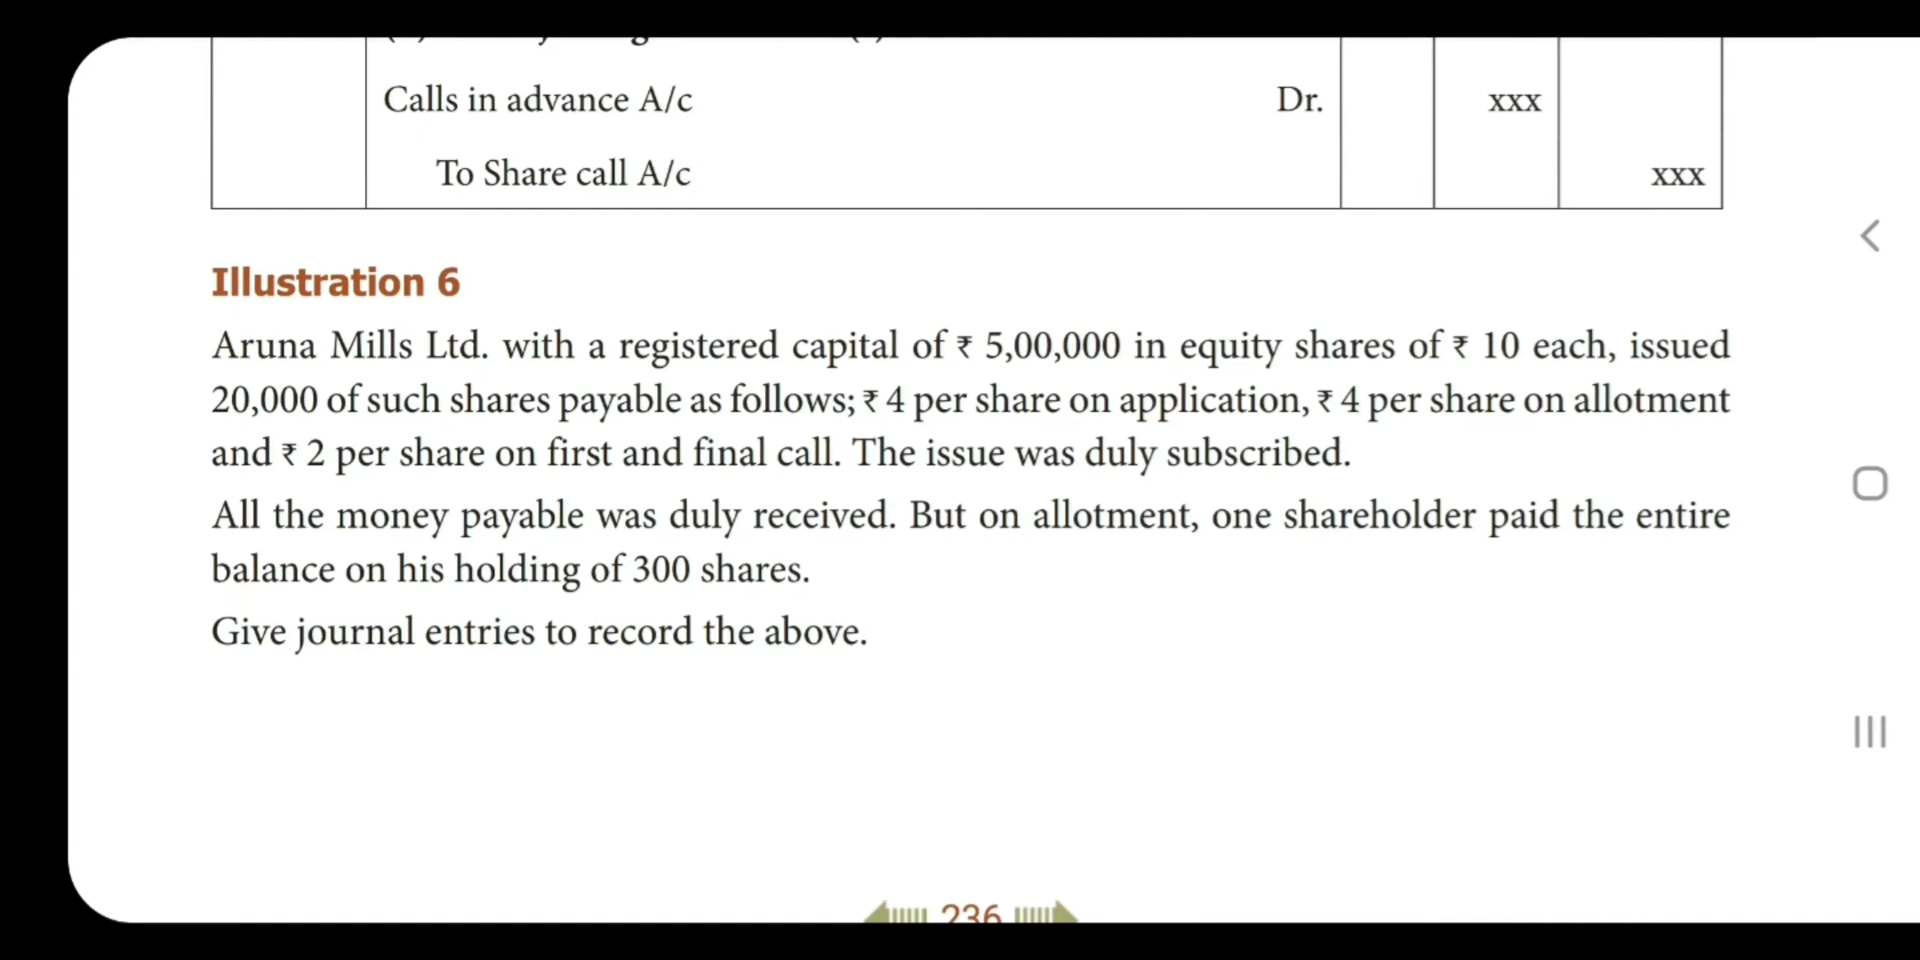 Calls in advance A/c Dr. xxx
To Share call A/c xxx
Illustration 6
Aruna Mills Ltd. with a registered capital of ₹ 5,00,000 in equity shares of ₹ 10 each, issued
20,000 of such shares payable as follows; ₹ 4 per share on application, ₹ 4 per share on allotment
and ₹ 2 per share on first and final call. The issue was duly subscribed.
All the money payable was duly received. But on allotment, one shareholder paid the entire
balance on his holding of 300 shares.
Give journal entries to record the above.
236